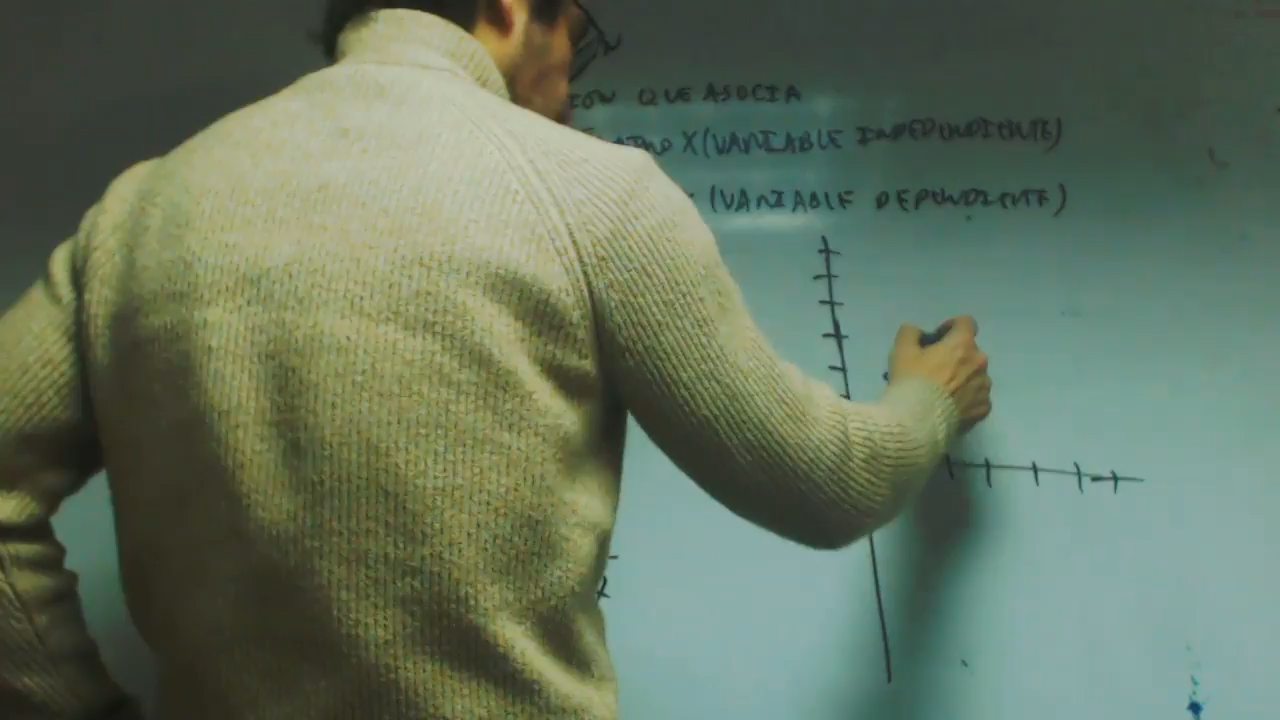 QUE ASOCIA
X (VARIABLE INDEPENDIENTE)
(VARIABLE DEPENDIENTE)